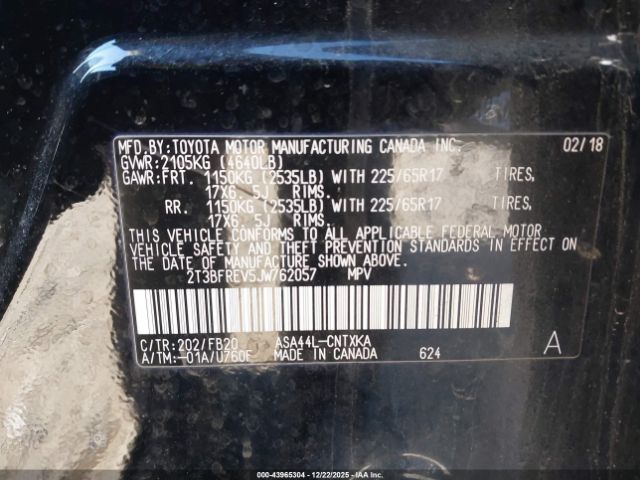 MFD.BY:TOYOTA MOTOR MANUFACTURING CANADA INC. 02/18
GVWR:2105KG (4640LB)
GAWR:FRT. 1150KG (2535LB) WITH 225/65R17 TIRES,
17X6.5J RIMS.
RR. 1150KG (2535LB) WITH 225/65R17 TIRES,
17X6.5J RIMS.
THIS VEHICLE CONFORMS TO ALL APPLICABLE FEDERAL MOTOR
VEHICLE SAFETY AND THEFT PREVENTION STANDARDS IN EFFECT ON
THE DATE OF MANUFACTURE SHOWN ABOVE.
2T3BFREV5JW762057 MPV
C/TR:202/FB20 ASA44L-CNTXKA A
A/TM:-01A/U760E MADE IN CANADA 624
000-43965304 | 12/22/2025 - IAA Inc.